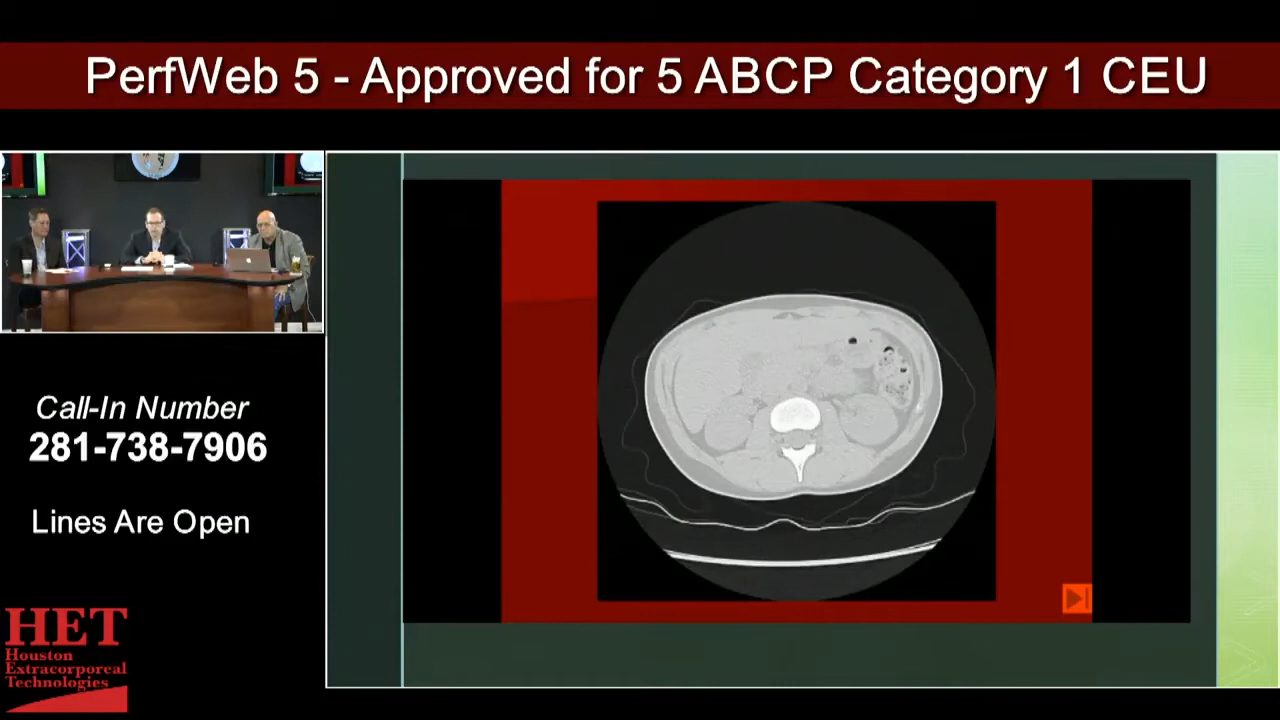 PerfWeb 5 - Approved for 5 ABCP Category 1 CEU
Call-In Number
281-738-7906
Lines Are Open
HET
Houston
Extracorporeal
Technologies